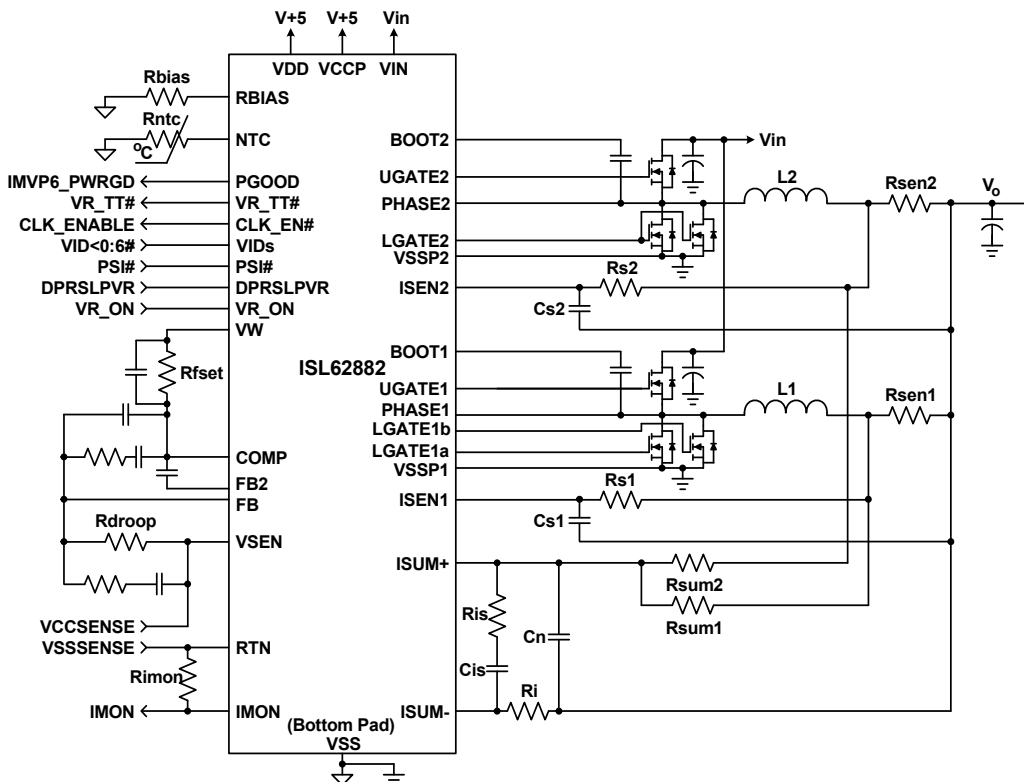 V+5 V+5 Vin
VDD VCCP VIN
Rbias
RBIAS
Rntc
°C
NTC
BOOT2
Vin
IMVP6_PWRGD PGOOD
UGATE2
L2
Rsen2
Vo
VR_TT# VR_TT#
PHASE2
CLK_ENABLE CLK_EN#
VID<0:6# VIDs
LGATE2
PSI# PSI#
VSSP2
DPRSLPVR DPRSLPVR
ISEN2
Rs2
Cs2
VR_ON VR_ON
VW
BOOT1
Rfset
ISL62882
UGATE1
L1
Rsen1
PHASE1
LGATE1b
LGATE1a
COMP
VSSP1
FB2
FB
ISEN1
Rs1
Cs1
Rdroop
VSEN
ISUM+
Rsum2
Rsum1
Ris
Cn
VCCSENSE
VSSSENSE RTN
Rimon
Cis
Ri
IMON IMON
ISUM-
(Bottom Pad)
VSS